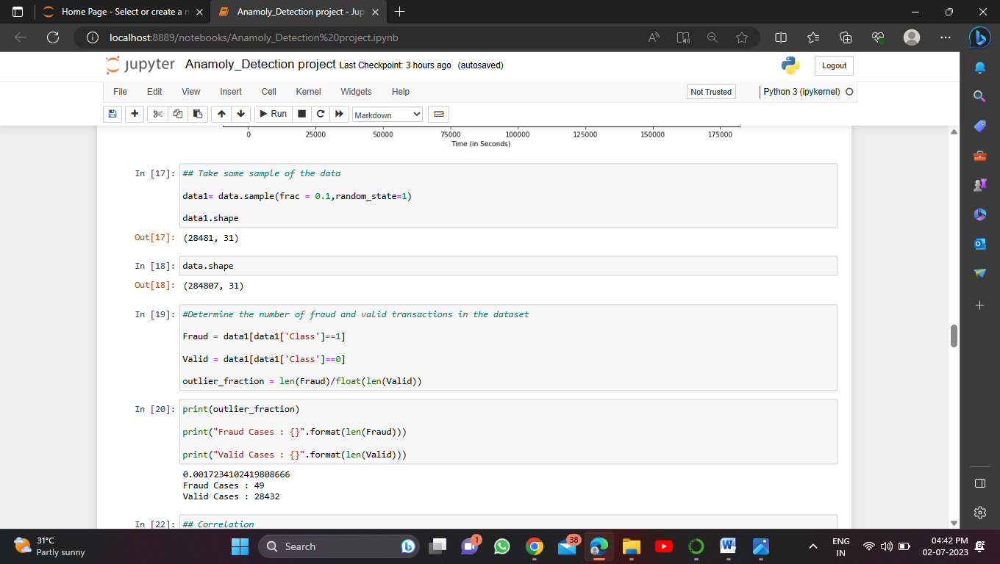 Home Page - Select or create a n
Anamoly_Detection project - Jup
localhost:8889/notebooks/Anamoly_Detection%20project.ipynb
jupyter Anamoly_Detection project Last Checkpoint: 3 hours ago (autosaved)
Logout
File Edit View Insert Cell Kernel Widgets Help
Not Trusted
Python 3 (ipykernel)
Run
Markdown
0 25000 50000 75000 100000 125000 150000 175000
Time (in Seconds)
In [17]: ## Take some sample of the data
data1= data.sample(frac = 0.1,random_state=1)
data1.shape
Out[17]: (28481, 31)
In [18]: data.shape
Out[18]: (284807, 31)
In [19]: #Determine the number of fraud and valid transactions in the dataset
Fraud = data1[data1['Class']==1]
Valid = data1[data1['Class']==0]
outlier_fraction = len(Fraud)/float(len(Valid))
In [20]: print(outlier_fraction)
print("Fraud Cases : {}".format(len(Fraud)))
print("Valid Cases : {}".format(len(Valid)))
0.0017234102419808666
Fraud Cases : 49
Valid Cases : 28432
In [22]: ## Correlation
31°C
Partly sunny
Search
1
38
ENG
IN
04:42 PM
02-07-2023